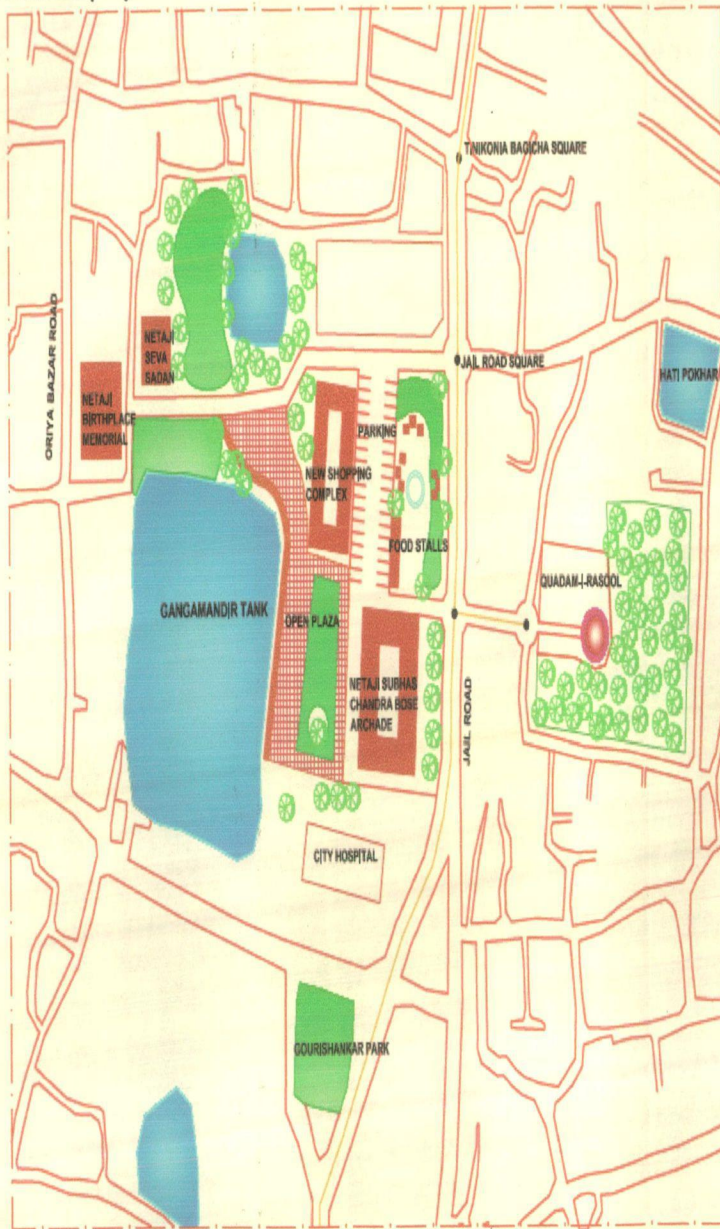 TINIKONIA BAGICHA SQUARE
ORIYA BAZAR ROAD
NETAJI
SEVA
SADAN
JAIL ROAD SQUARE
HATI POKHARI
NETAJI
BIRTHPLACE
MEMORIAL
PARKING
NEW SHOPPING
COMPLEX
FOOD STALLS
QUADAM-I-RASOOL
GANGAMANDIR TANK
OPEN PLAZA
NETAJI SUBHAS
CHANDRA BOSE
ARCHADE
JAIL ROAD
CITY HOSPITAL
GOURISHANKAR PARK